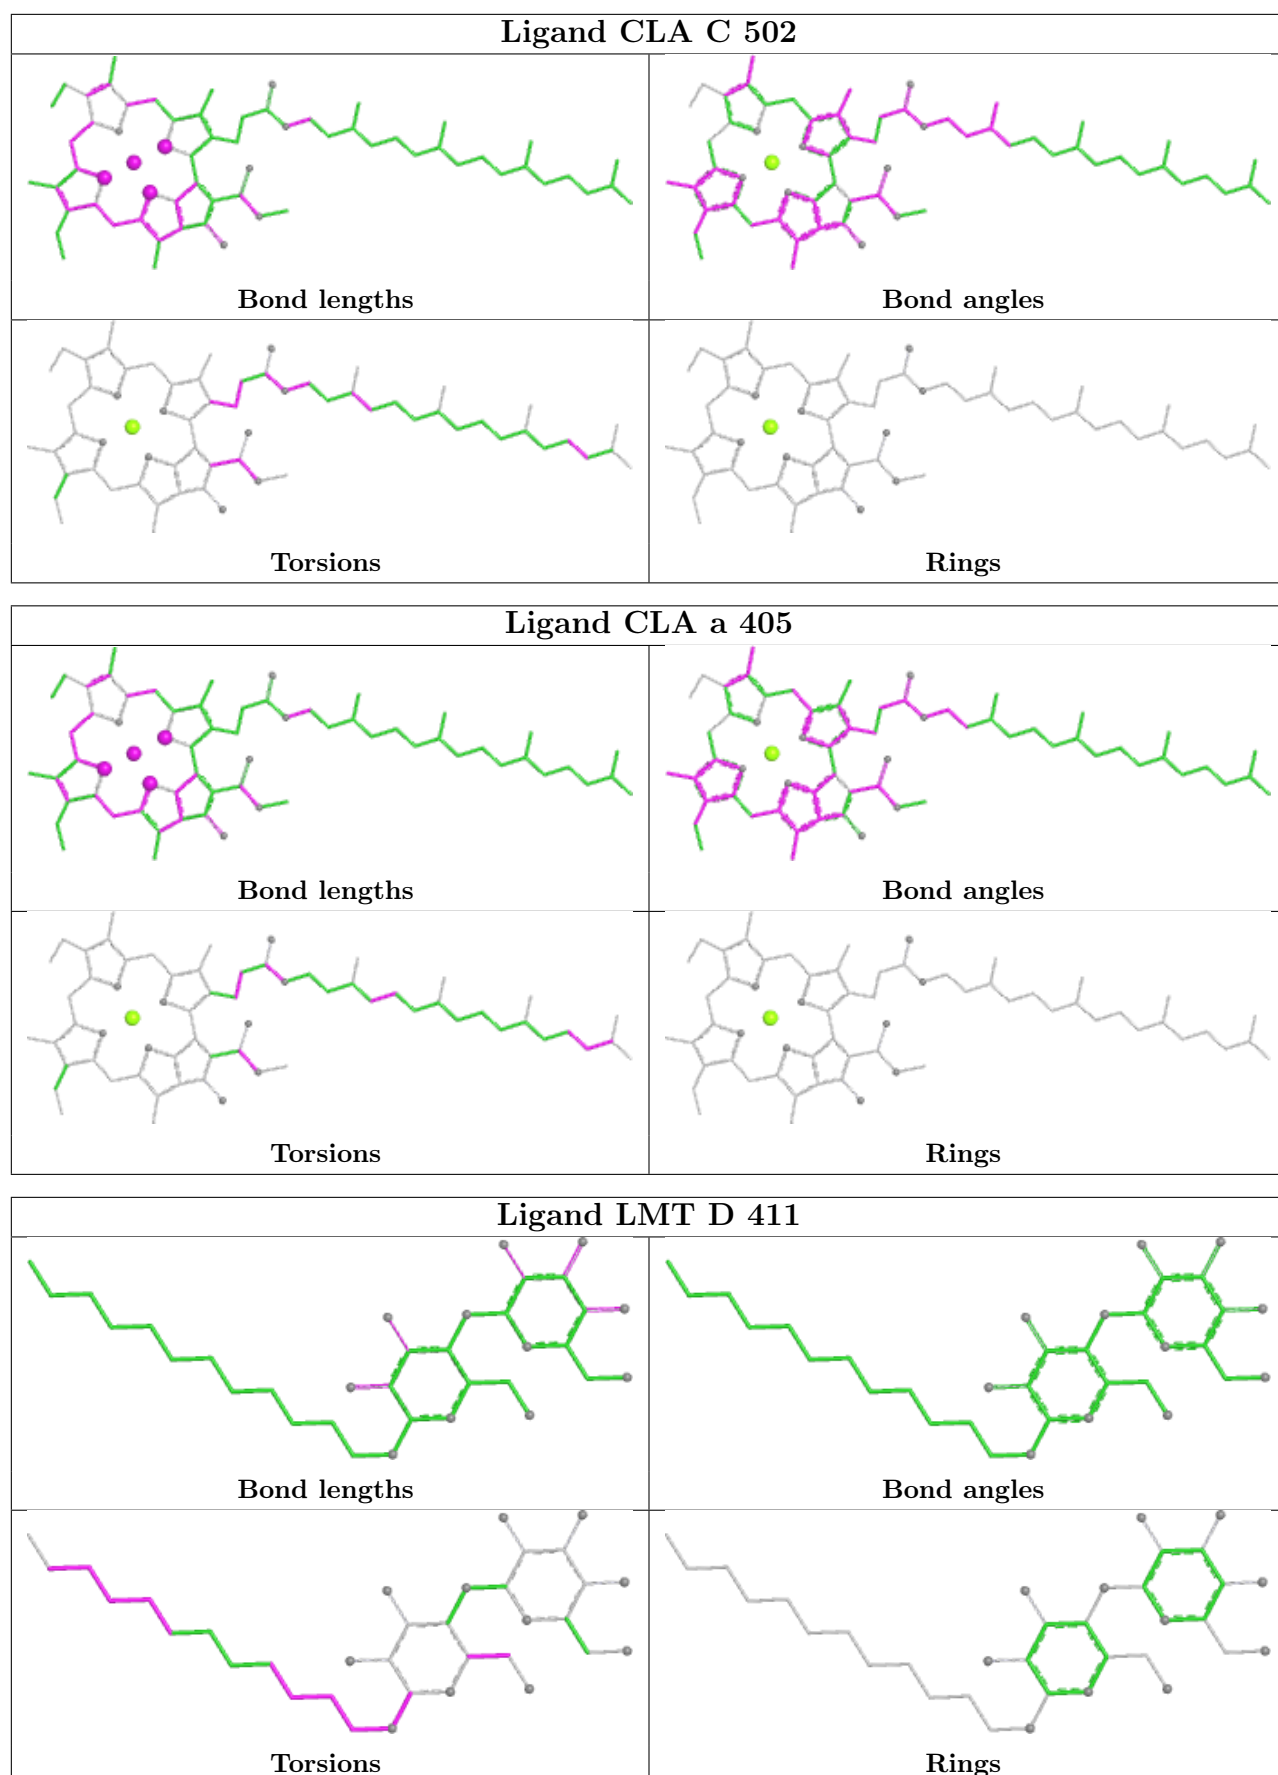 Ligand CLA C 502
Bond lengths
Bond angles
Torsions
Rings
Ligand CLA a 405
Bond lengths
Bond angles
Torsions
Rings
Ligand LMT D 411
Bond lengths
Bond angles
Torsions
Rings